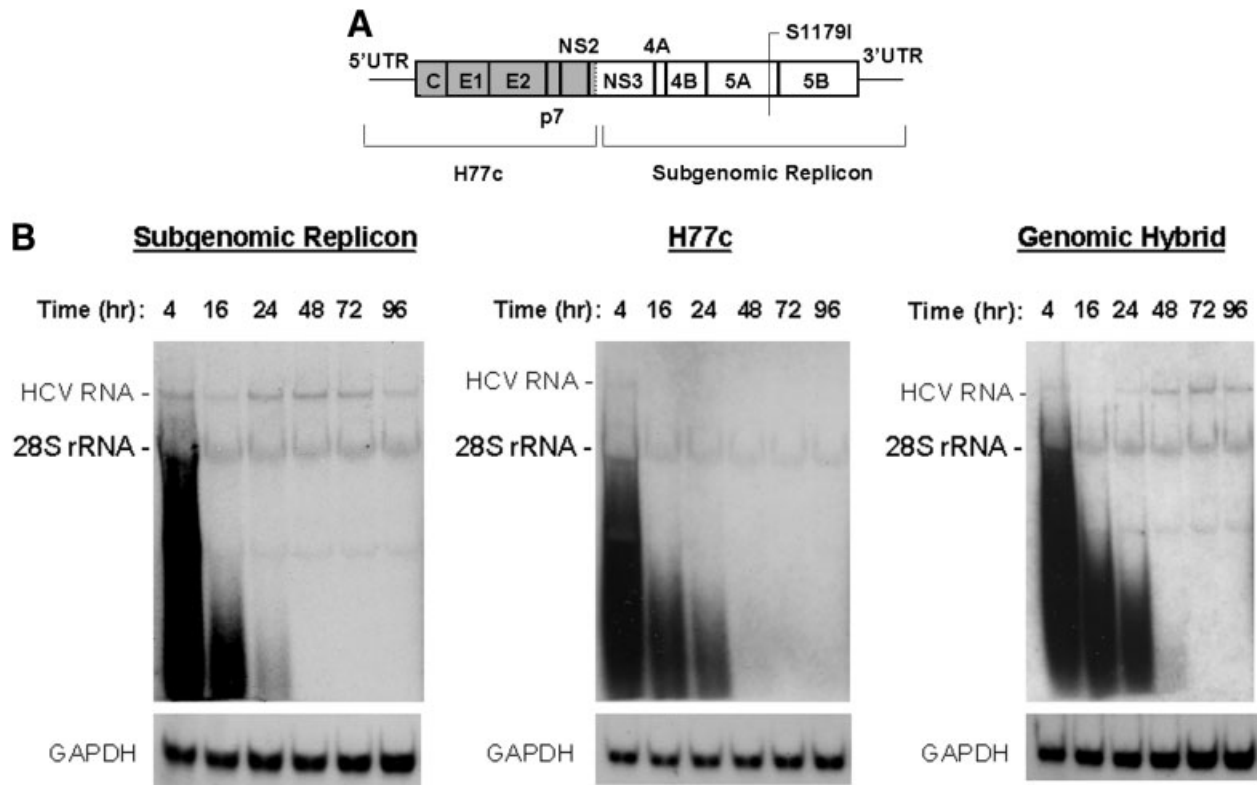 A
NS2 4A S1179I
5'UTR 3'UTR
C E1 E2 NS3 4B 5A 5B
p7
H77c Subgenomic Replicon
B Subgenomic Replicon H77c Genomic Hybrid
Time (hr): 4 16 24 48 72 96 Time (hr): 4 16 24 48 72 96 Time (hr): 4 16 24 48 72 96
HCV RNA - HCV RNA - HCV RNA -
28S rRNA - 28S rRNA - 28S rRNA -
GAPDH GAPDH GAPDH